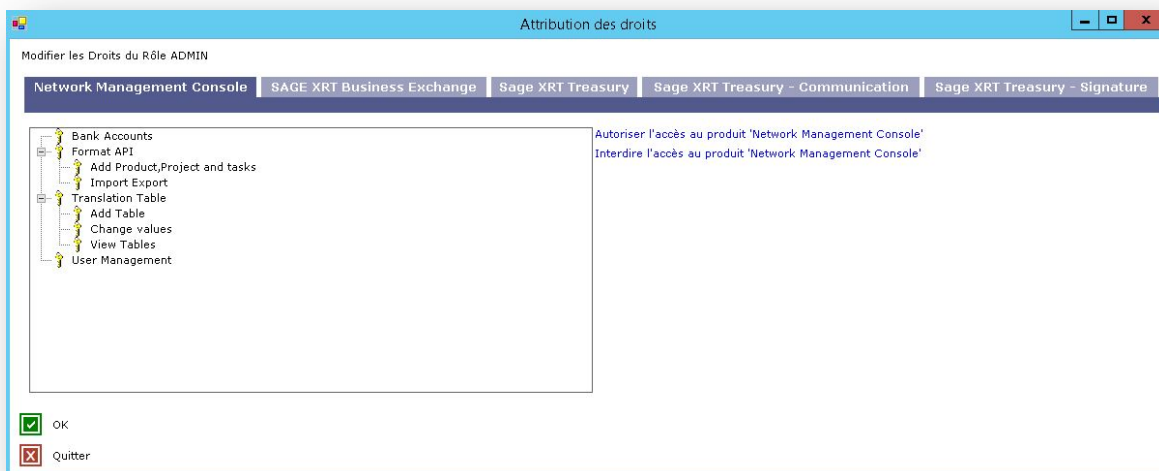 Attribution des droits
Modifier les Droits du Rôle ADMIN
Network Management Console SAGE XRT Business Exchange Sage XRT Treasury Sage XRT Treasury - Communication Sage XRT Treasury - Signature
Bank Accounts
Format API
Add Product,Project and tasks
Import Export
Translation Table
Add Table
Change values
View Tables
User Management
Autoriser l'accès au produit 'Network Management Console'
Interdire l'accès au produit 'Network Management Console'
OK
Quitter